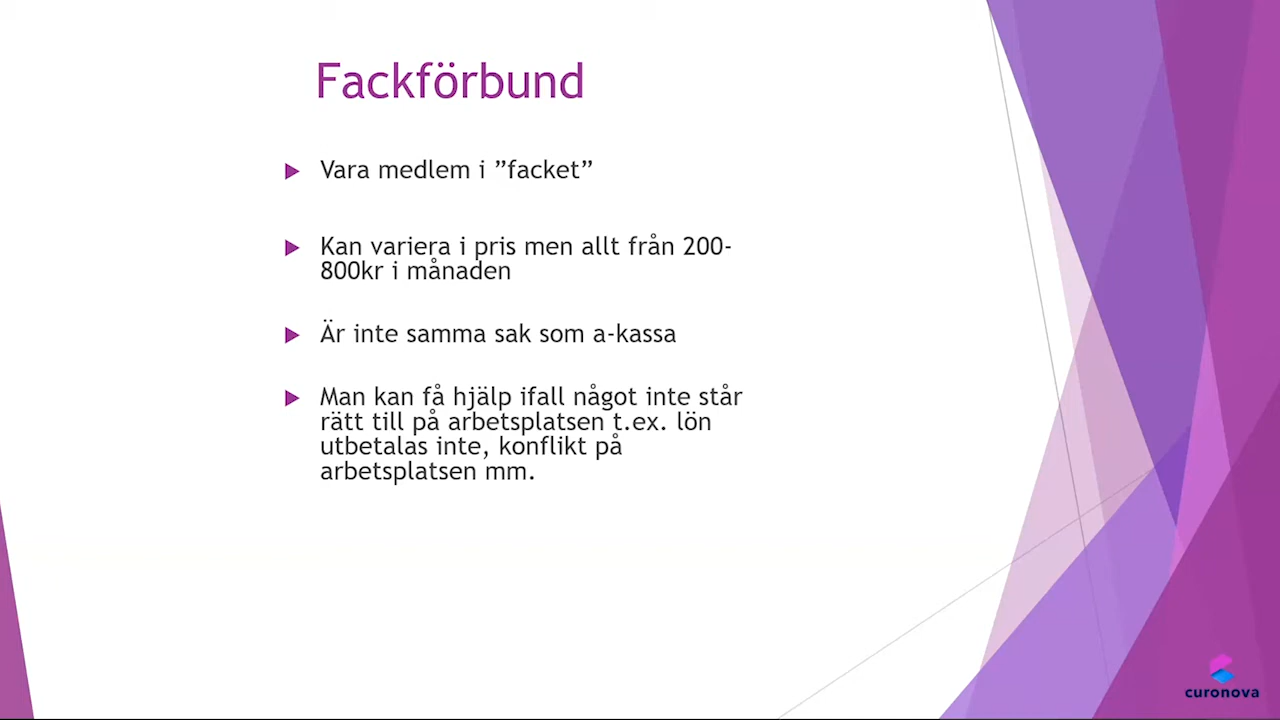 Fackförbund
Vara medlem i ”facket”
Kan variera i pris men allt från 200-
800kr i månaden
Är inte samma sak som a-kassa
Man kan få hjälp ifall något inte står
rätt till på arbetsplatsen t.ex. lön
utbetalas inte, konflikt på
arbetsplatsen mm.
curonova